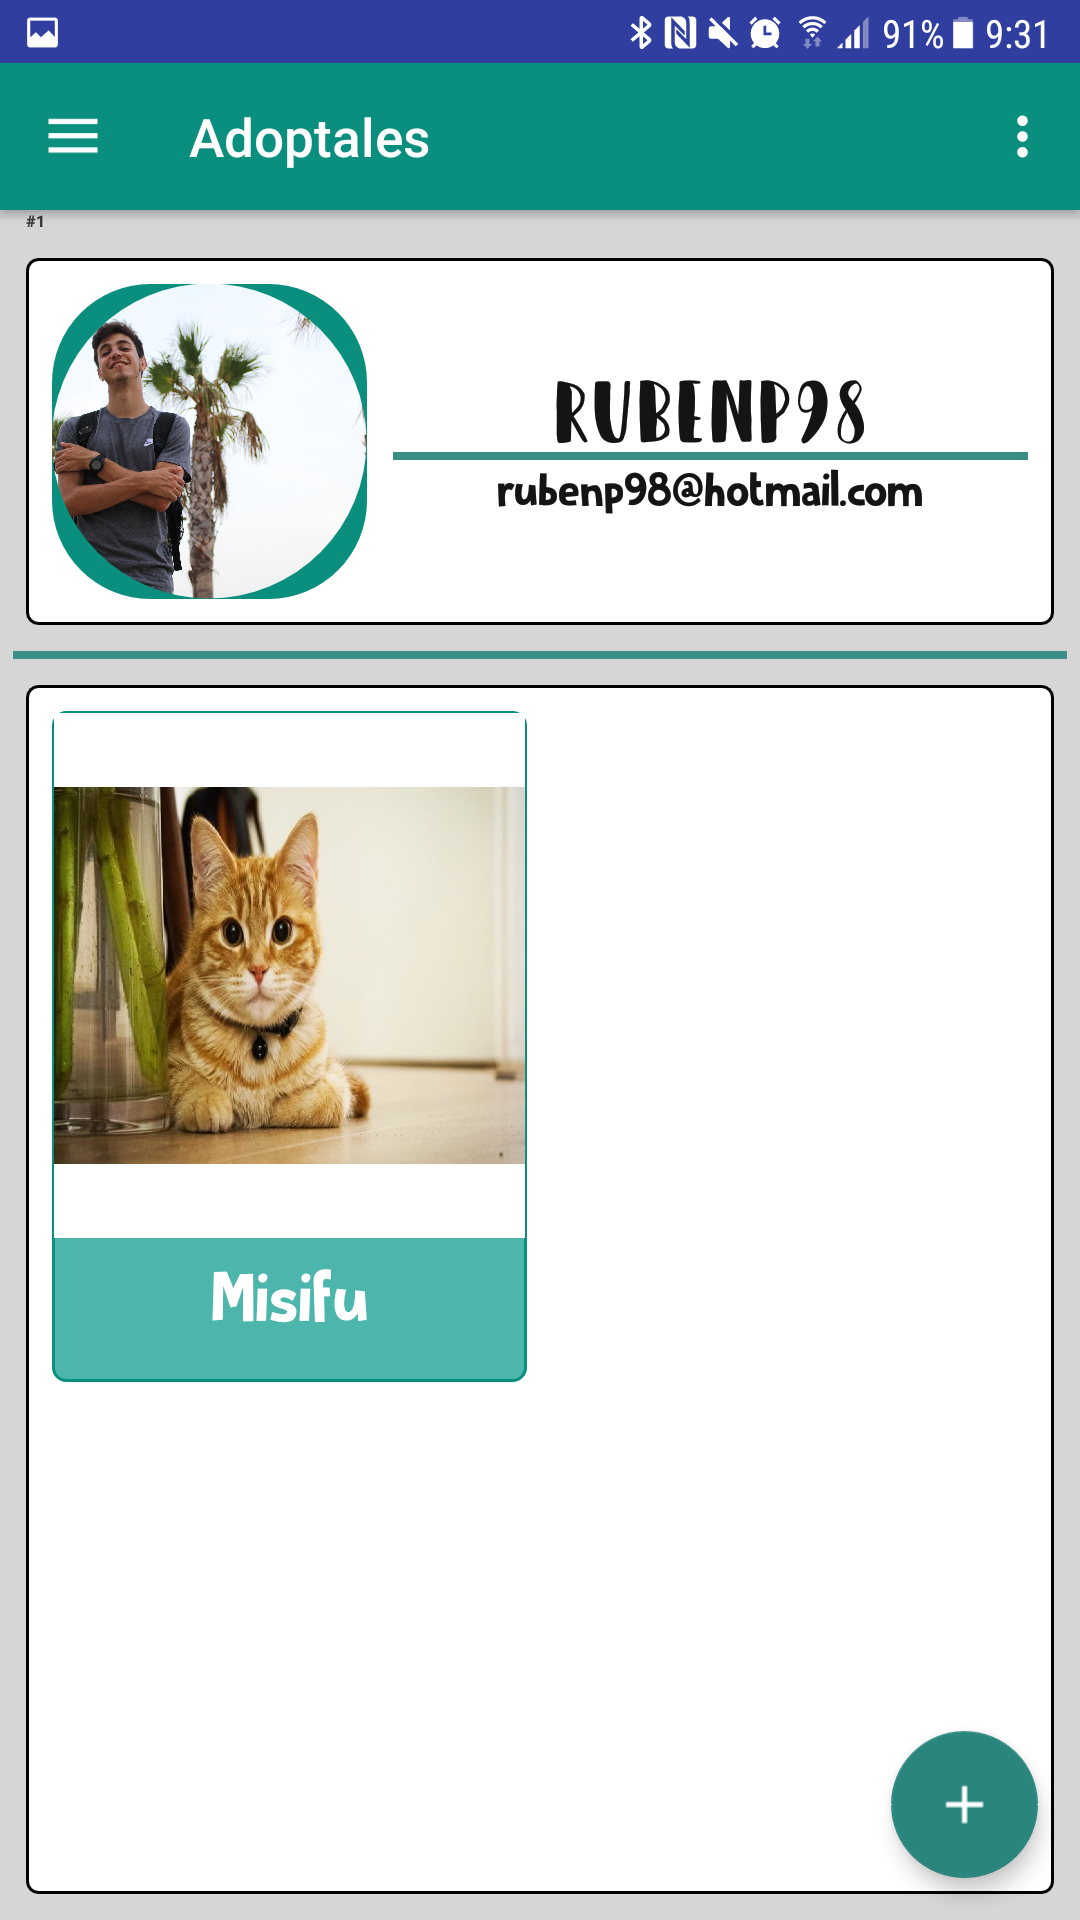 91% 9:31
Adoptales
#1
RUBENP98
rubenp98@hotmail.com
Misifu